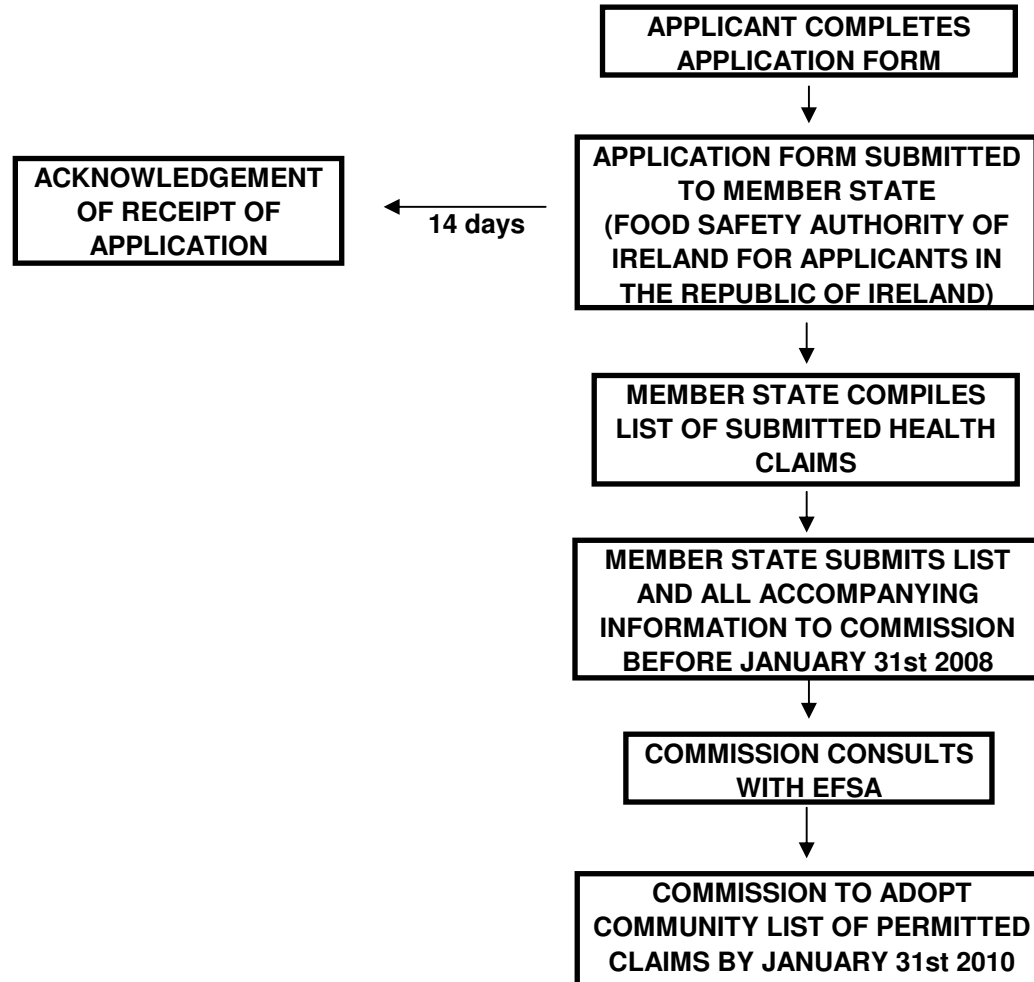 APPLICANT COMPLETES
APPLICATION FORM
APPLICATION FORM SUBMITTED
TO MEMBER STATE
(FOOD SAFETY AUTHORITY OF
IRELAND FOR APPLICANTS IN
THE REPUBLIC OF IRELAND)
14 days
ACKNOWLEDGEMENT
OF RECEIPT OF
APPLICATION
MEMBER STATE COMPILES
LIST OF SUBMITTED HEALTH
CLAIMS
MEMBER STATE SUBMITS LIST
AND ALL ACCOMPANYING
INFORMATION TO COMMISSION
BEFORE JANUARY 31st 2008
COMMISSION CONSULTS
WITH EFSA
COMMISSION TO ADOPT
COMMUNITY LIST OF PERMITTED
CLAIMS BY JANUARY 31st 2010